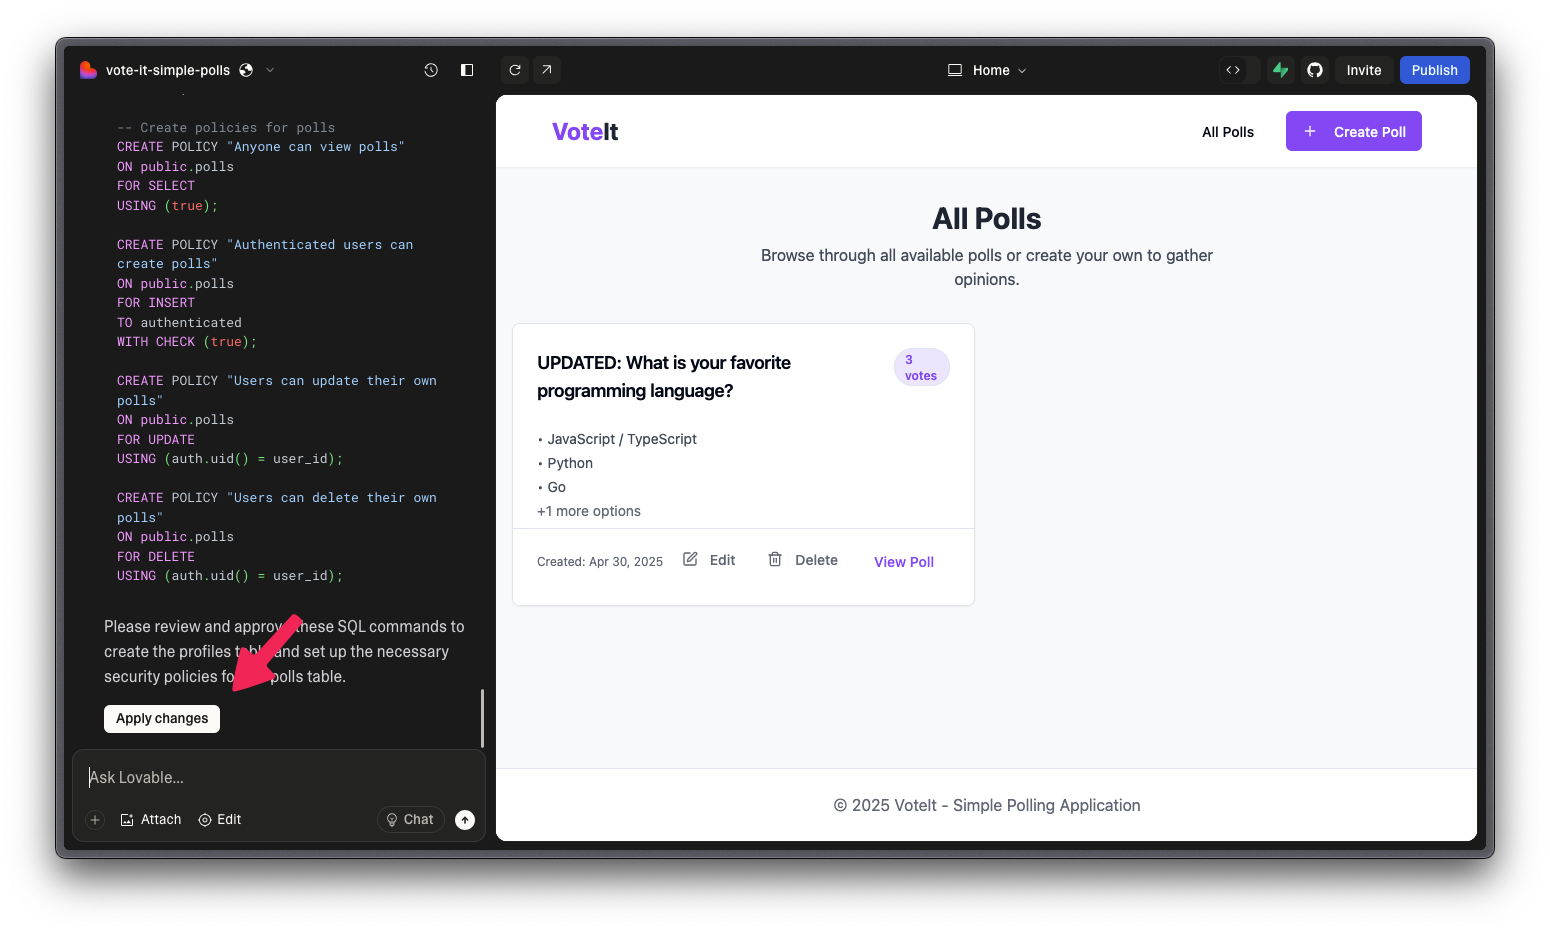 vote-it-simple-polls
Home
Invite
Publish
-- Create policies for polls
CREATE POLICY "Anyone can view polls"
ON public.polls
FOR SELECT
USING (true);
CREATE POLICY "Authenticated users can
create polls"
ON public.polls
FOR INSERT
TO authenticated
WITH CHECK (true);
CREATE POLICY "Users can update their own
polls"
ON public.polls
FOR UPDATE
USING (auth.uid() = user_id);
CREATE POLICY "Users can delete their own
polls"
ON public.polls
FOR DELETE
USING (auth.uid() = user_id);
Please review and approve these SQL commands to
create the profiles table and set up the necessary
security policies for polls table.
Apply changes
Ask Lovable...
Attach
Edit
Chat
VoteIt
All Polls
Create Poll
All Polls
Browse through all available polls or create your own to gather
opinions.
UPDATED: What is your favorite
programming language?
3
votes
• JavaScript / TypeScript
• Python
• Go
+1 more options
Created: Apr 30, 2025
Edit
Delete
View Poll
© 2025 VoteIt - Simple Polling Application